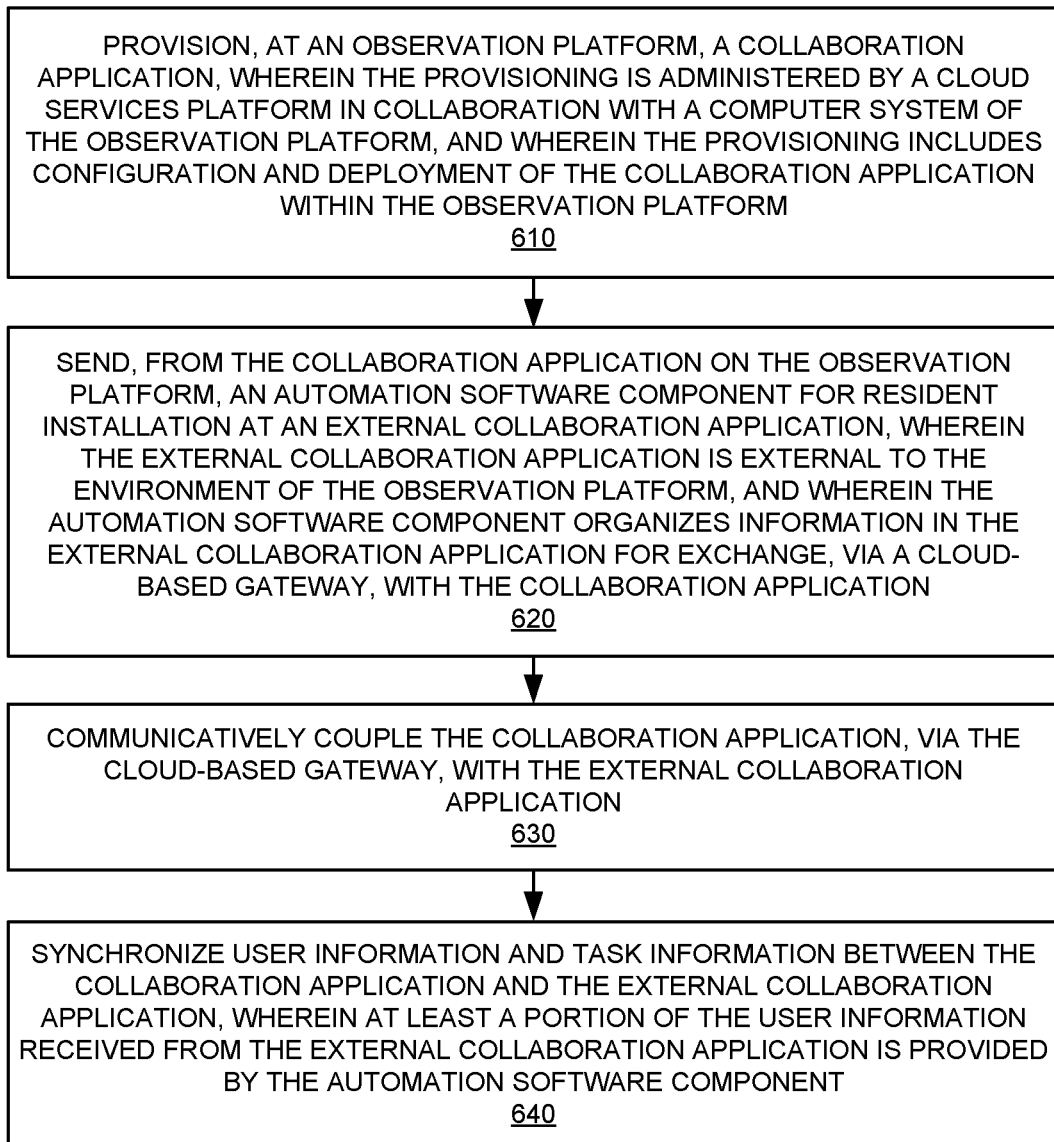 PROVISION, AT AN OBSERVATION PLATFORM, A COLLABORATION
APPLICATION, WHEREIN THE PROVISIONING IS ADMINISTERED BY A CLOUD
SERVICES PLATFORM IN COLLABORATION WITH A COMPUTER SYSTEM OF
THE OBSERVATION PLATFORM, AND WHEREIN THE PROVISIONING INCLUDES
CONFIGURATION AND DEPLOYMENT OF THE COLLABORATION APPLICATION
WITHIN THE OBSERVATION PLATFORM
610
SEND, FROM THE COLLABORATION APPLICATION ON THE OBSERVATION
PLATFORM, AN AUTOMATION SOFTWARE COMPONENT FOR RESIDENT
INSTALLATION AT AN EXTERNAL COLLABORATION APPLICATION, WHEREIN
THE EXTERNAL COLLABORATION APPLICATION IS EXTERNAL TO THE
ENVIRONMENT OF THE OBSERVATION PLATFORM, AND WHEREIN THE
AUTOMATION SOFTWARE COMPONENT ORGANIZES INFORMATION IN THE
EXTERNAL COLLABORATION APPLICATION FOR EXCHANGE, VIA A CLOUD-
BASED GATEWAY, WITH THE COLLABORATION APPLICATION
620
COMMUNICATIVELY COUPLE THE COLLABORATION APPLICATION, VIA THE
CLOUD-BASED GATEWAY, WITH THE EXTERNAL COLLABORATION
APPLICATION
630
SYNCHRONIZE USER INFORMATION AND TASK INFORMATION BETWEEN THE
COLLABORATION APPLICATION AND THE EXTERNAL COLLABORATION
APPLICATION, WHEREIN AT LEAST A PORTION OF THE USER INFORMATION
RECEIVED FROM THE EXTERNAL COLLABORATION APPLICATION IS PROVIDED
BY THE AUTOMATION SOFTWARE COMPONENT
640